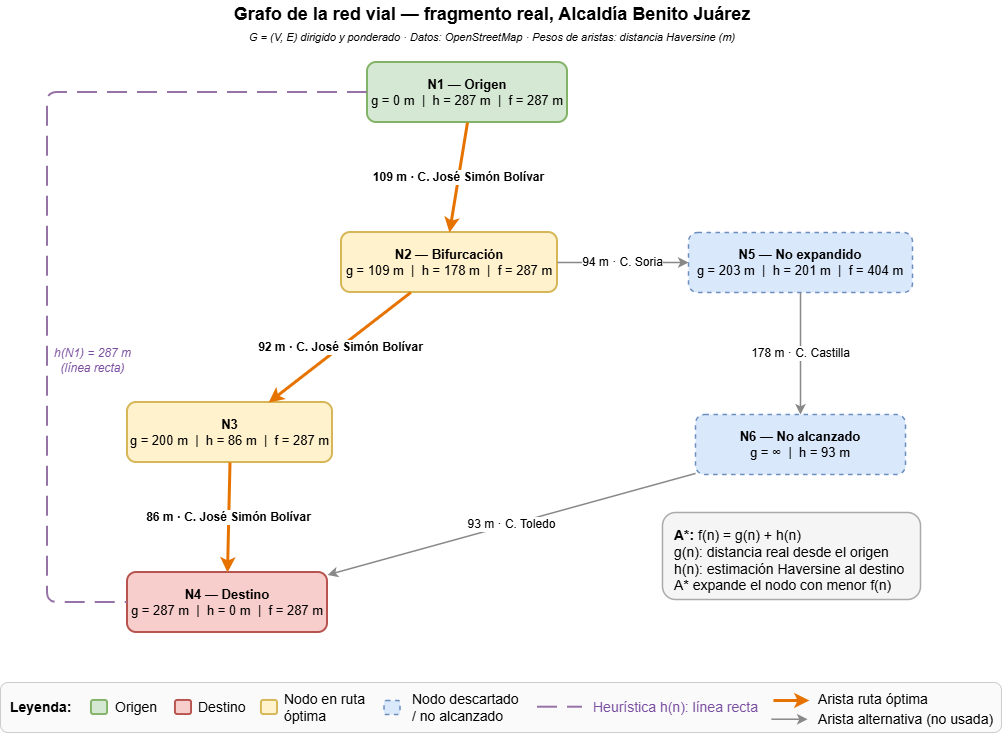 Grafo de la red vial — fragmento real, Alcaldía Benito Juárez
G = (V, E) dirigido y ponderado · Datos: OpenStreetMap · Pesos de aristas: distancia Haversine (m)
N1 — Origen
g = 0 m | h = 287 m | f = 287 m
109 m · C. José Simón Bolívar
N2 — Bifurcación
g = 109 m | h = 178 m | f = 287 m
94 m · C. Soria
N5 — No expandido
g = 203 m | h = 201 m | f = 404 m
92 m · C. José Simón Bolívar
h(N1) = 287 m
(línea recta)
178 m · C. Castilla
N3
g = 200 m | h = 86 m | f = 287 m
N6 — No alcanzado
g = ∞ | h = 93 m
86 m · C. José Simón Bolívar
93 m · C. Toledo
A*: f(n) = g(n) + h(n)
g(n): distancia real desde el origen
h(n): estimación Haversine al destino
A* expande el nodo con menor f(n)
N4 — Destino
g = 287 m | h = 0 m | f = 287 m
Leyenda:
Origen
Destino
Nodo en ruta
óptima
Nodo descartado
/ no alcanzado
Heurística h(n): línea recta
Arista ruta óptima
Arista alternativa (no usada)